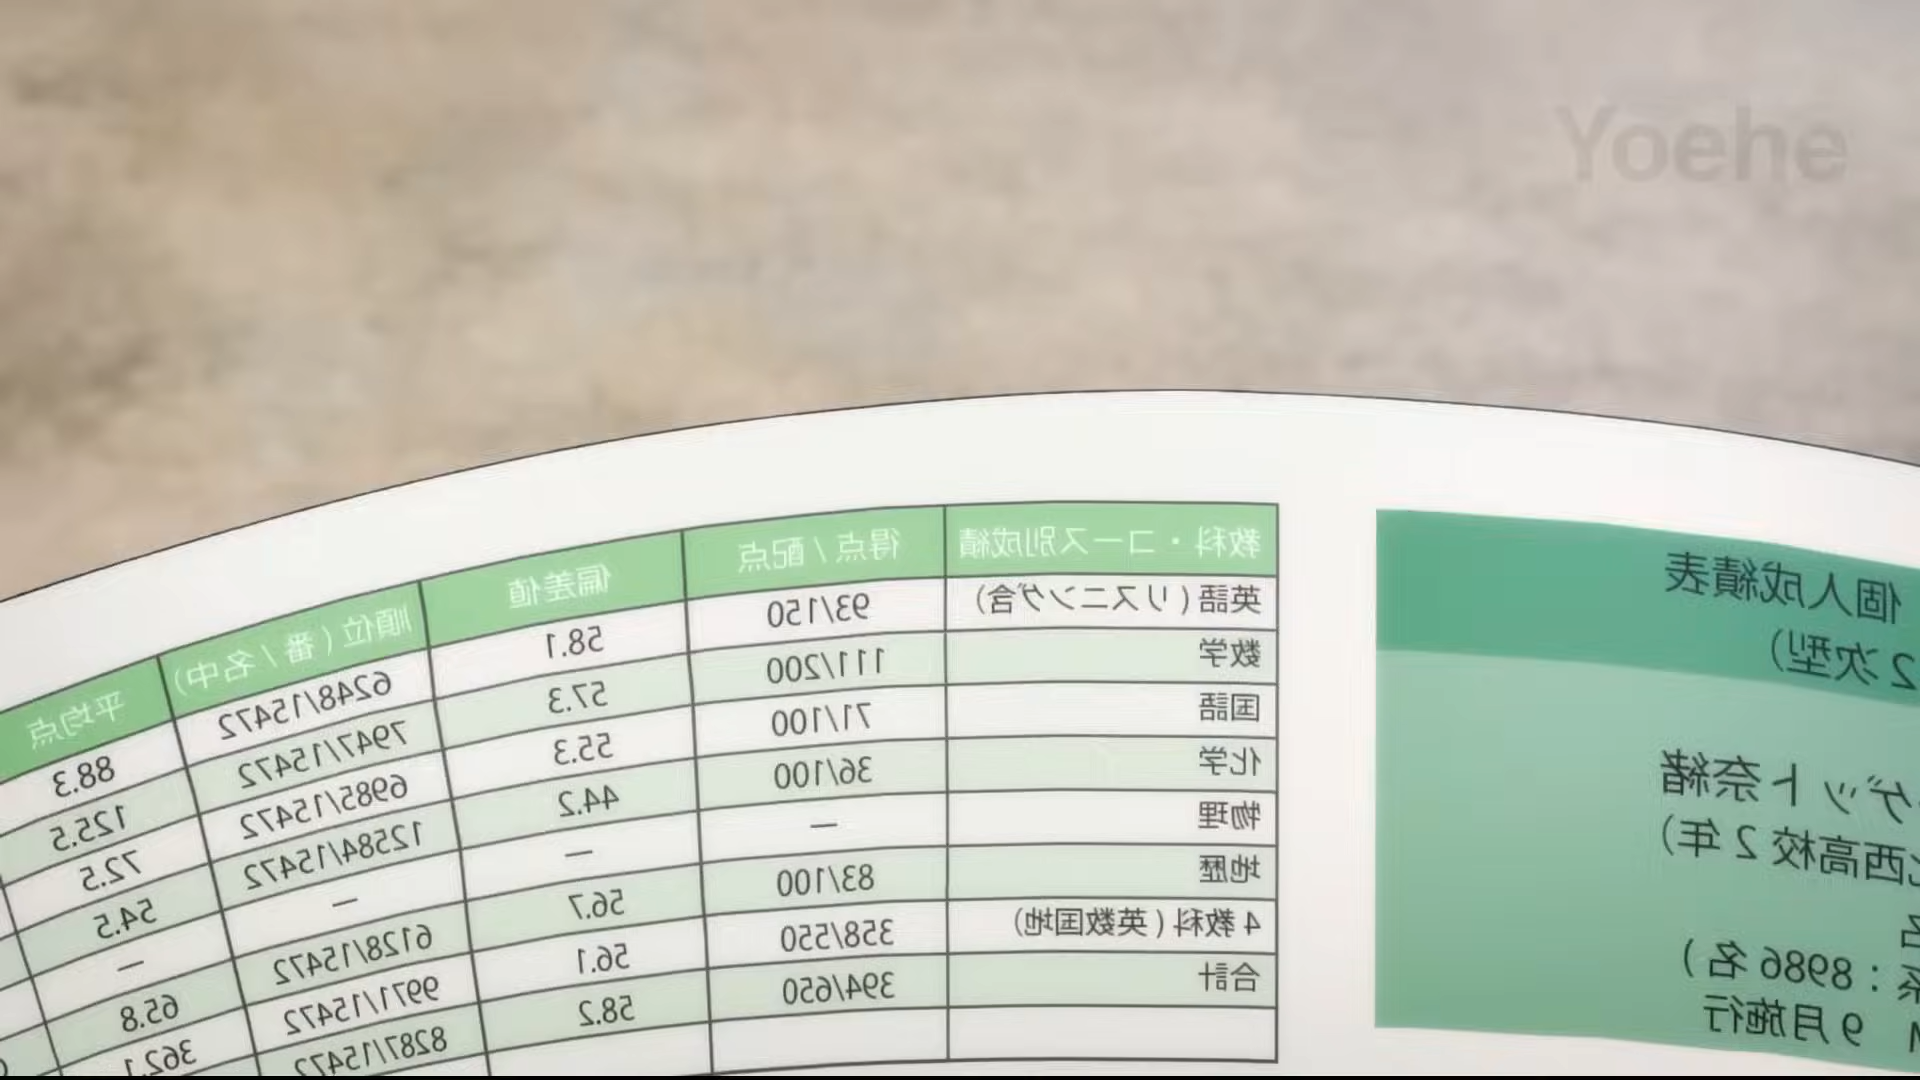 Yoehe
個人成績表
2次型)
ゲット奈緒
西高校2年)
名
: 8986名)
9月施行
教科・コース別成績 得点 / 配点 偏差値 順位 (番 / 名中) 平均点
英語 (リスニング含) 93/150 58.1 6248/15472 88.3
数学 111/200 57.3 7947/15472 125.5
国語 71/100 55.3 6985/15472 72.5
化学 36/100 44.2 12584/15472 54.5
物理 — — — —
地歴 83/100 56.7 6128/15472 65.8
4教科 (英数国地) 358/550 56.1 9971/15472 362.1
合計 394/650 58.2 8287/15472